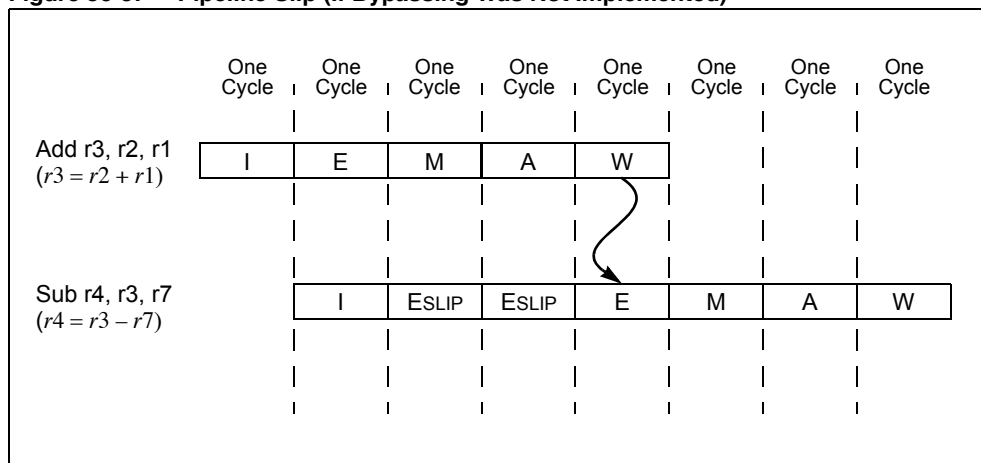 Figure Pipeline Slip (If Bypassing Was Not Implemented)
One One One One One One One One
Cycle Cycle Cycle Cycle Cycle Cycle Cycle Cycle
Add r3, r2, r1
(r3 = r2 + r1)
I E M A W
Sub r4, r3, r7
(r4 = r3 – r7)
I ESLIP ESLIP E M A W